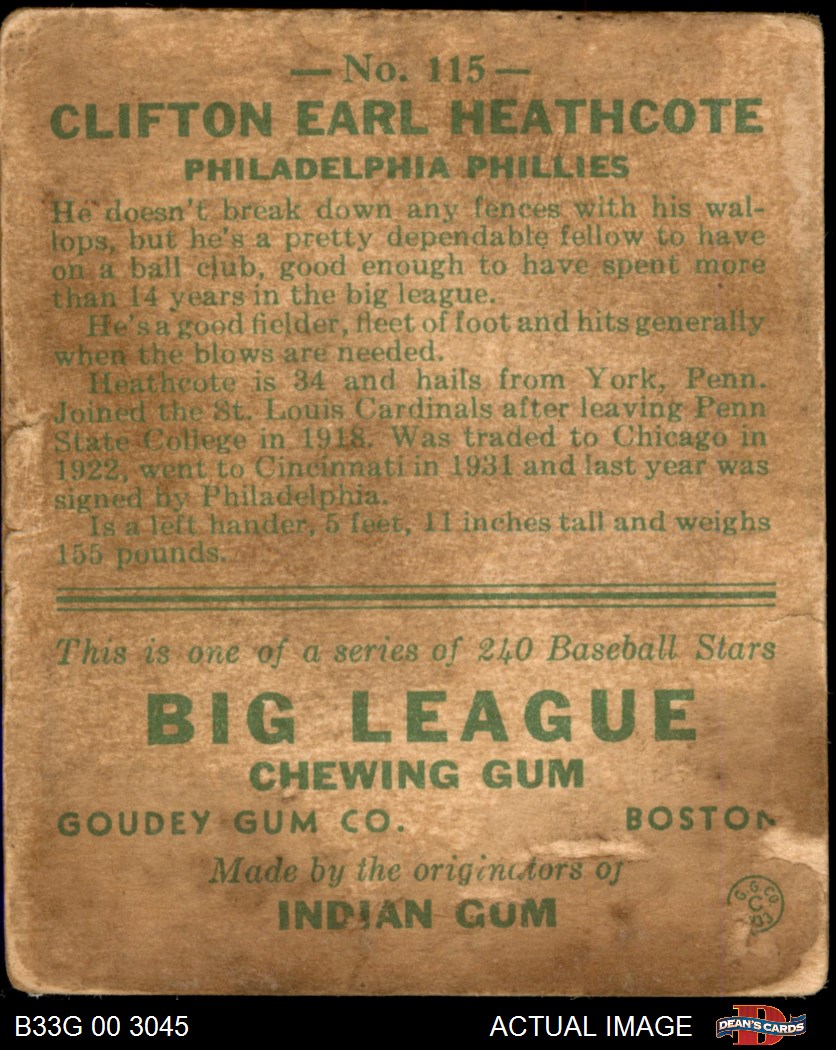 — No. 115 —
CLIFTON EARL HEATHCOTE
PHILADELPHIA PHILLIES
He doesn't break down any fences with his wal-
lops, but he's a pretty dependable fellow to have
on a ball club, good enough to have spent more
than 14 years in the big league.
He's a good fielder, fleet of foot and hits generally
when the blows are needed.
Heathcote is 34 and hails from York, Penn.
Joined the St. Louis Cardinals after leaving Penn
State College in 1918. Was traded to Chicago in
1922, went to Cincinnati in 1931 and last year was
signed by Philadelphia.
Is a left hander, 5 feet, 11 inches tall and weighs
155 pounds.
This is one of a series of 240 Baseball Stars
BIG LEAGUE
CHEWING GUM
GOUDEY GUM CO. BOSTON
Made by the originators of
INDIAN GUM
G.G.CO.
C
B33G 00 3045
ACTUAL IMAGE
DEAN'S CARDS